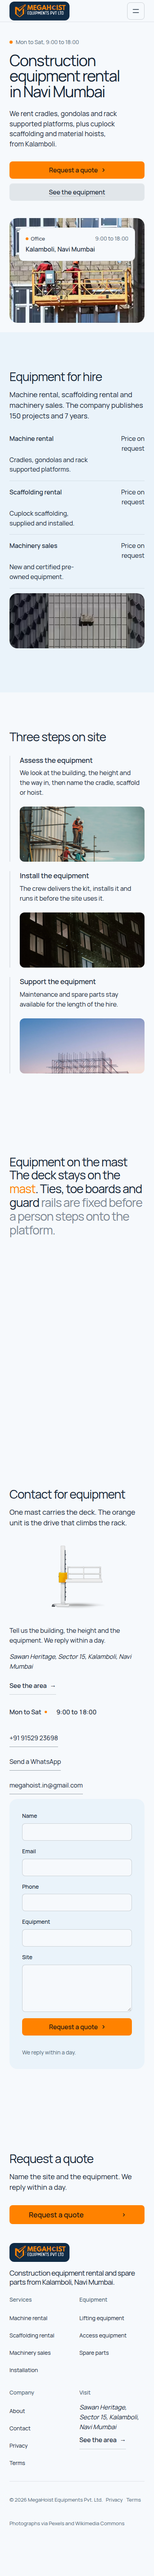 MEGAHOIST
EQUIPMENTS PVT LTD
Mon to Sat, 9:00 to 18:00
Construction
equipment rental
in Navi Mumbai
We rent cradles, gondolas and rack
supported platforms, plus cuplock
scaffolding and material hoists,
from Kalamboli.
Request a quote ›
See the equipment
Office 9:00 to 18:00
Kalamboli, Navi Mumbai
Equipment for hire
Machine rental, scaffolding rental and
machinery sales. The company publishes
150 projects and 7 years.
Machine rental Price on
request
Cradles, gondolas and rack
supported platforms.
Scaffolding rental Price on
request
Cuplock scaffolding,
supplied and installed.
Machinery sales Price on
request
New and certified pre-
owned equipment.
Three steps on site
Assess the equipment
We look at the building, the height and
the way in, then name the cradle, scaffold
or hoist.
Install the equipment
The crew delivers the kit, installs it and
runs it before the site uses it.
Support the equipment
Maintenance and spare parts stay
available for the length of the hire.
Equipment on the mast
The deck stays on the
mast. Ties, toe boards and
guard rails are fixed before
a person steps onto the
platform.
Contact for equipment
One mast carries the deck. The orange
unit is the drive that climbs the rack.
Tell us the building, the height and the
equipment. We reply within a day.
Sawan Heritage, Sector 15, Kalamboli, Navi
Mumbai
See the area →
Mon to Sat 9:00 to 18:00
+91 91529 23698
Send a WhatsApp
megahoist.in@gmail.com
Name
Email
Phone
Equipment
Site
Request a quote ›
We reply within a day.
Request a quote
Name the site and the equipment. We
reply within a day.
Request a quote ›
MEGAHOIST
EQUIPMENTS PVT LTD
Construction equipment rental and spare
parts from Kalamboli, Navi Mumbai.
Services Equipment
Machine rental Lifting equipment
Scaffolding rental Access equipment
Machinery sales Spare parts
Installation
Company Visit
About Sawan Heritage,
Sector 15, Kalamboli,
Navi Mumbai
Contact
See the area →
Privacy
Terms
© 2026 MegaHoist Equipments Pvt. Ltd. Privacy Terms
Photographs via Pexels and Wikimedia Commons